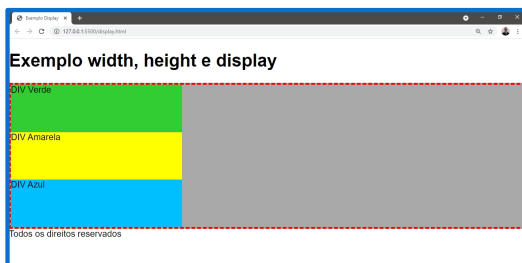 Exemplo Display
127.0.0.1:5500/display.html
Exemplo width, height e display
DIV Verde
DIV Amarela
DIV Azul
Todos os direitos reservados